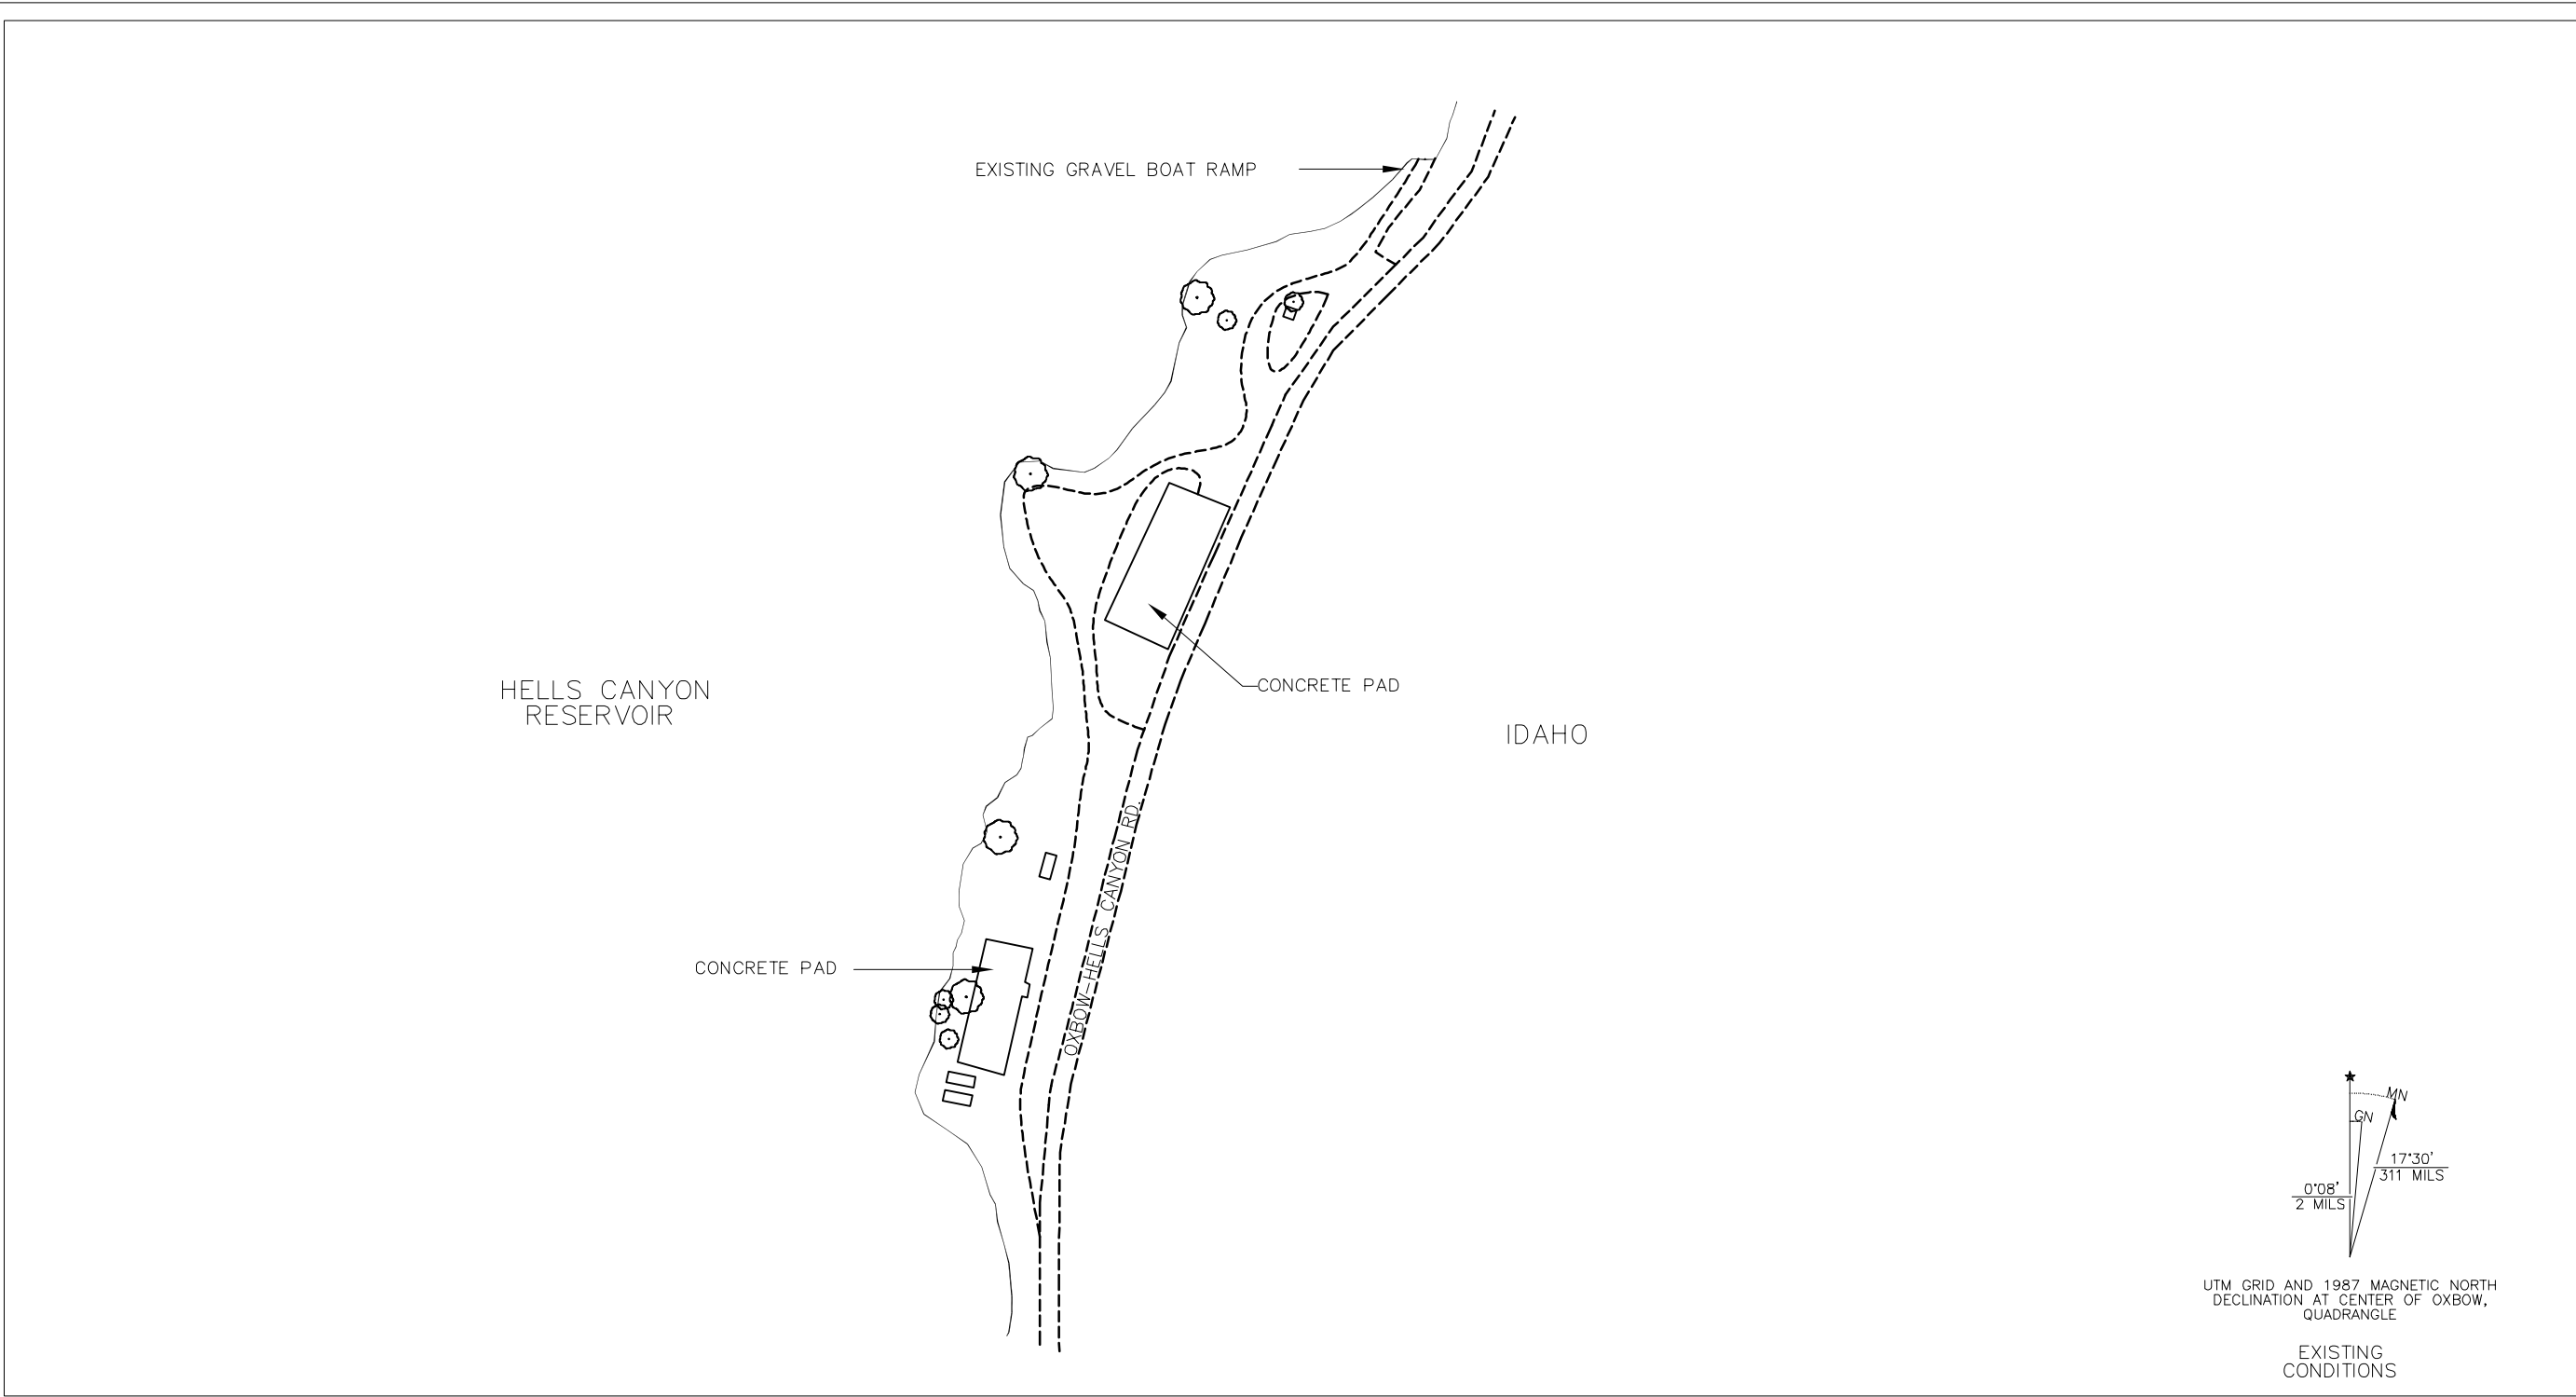 EXISTING GRAVEL BOAT RAMP
HELLS CANYON
RESERVOIR
CONCRETE PAD
IDAHO
OXBOW-HELLS CANYON RD.
CONCRETE PAD
MN
GN
17°30'
311 MILS
0°08'
2 MILS
UTM GRID AND 1987 MAGNETIC NORTH
DECLINATION AT CENTER OF OXBOW,
QUADRANGLE
EXISTING
CONDITIONS